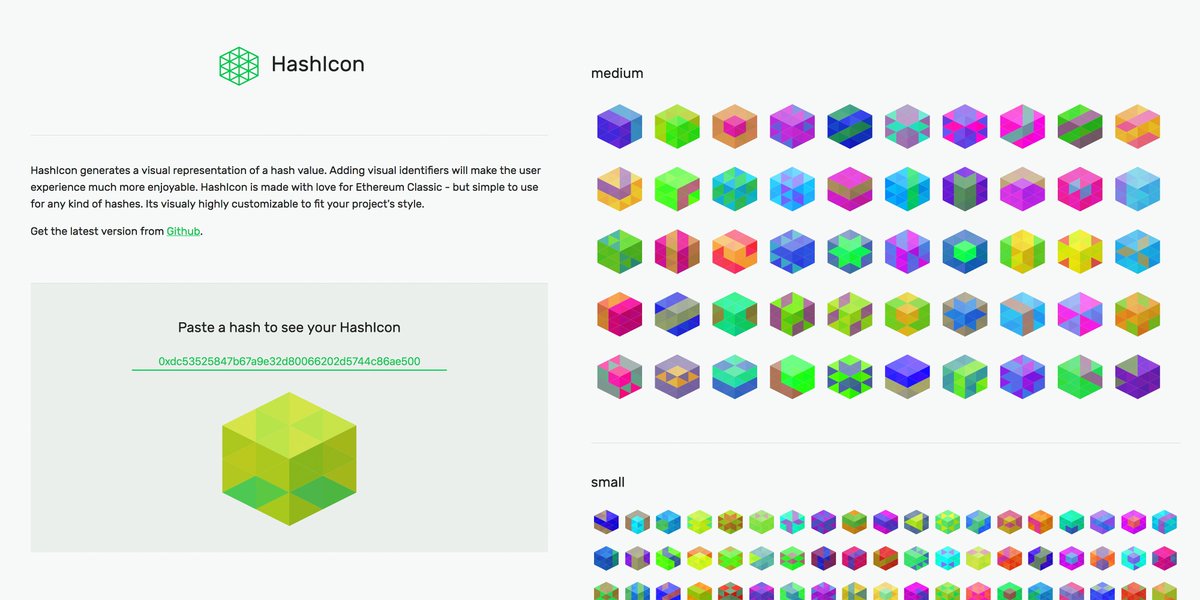 HashIcon
HashIcon generates a visual representation of a hash value. Adding visual identifiers will make the user
experience much more enjoyable. HashIcon is made with love for Ethereum Classic - but simple to use
for any kind of hashes. Its visualy highly customizable to fit your project's style.
Get the latest version from Github.
Paste a hash to see your HashIcon
0xdc53525847b67a9e32d80066202d5744c86ae500
medium
small